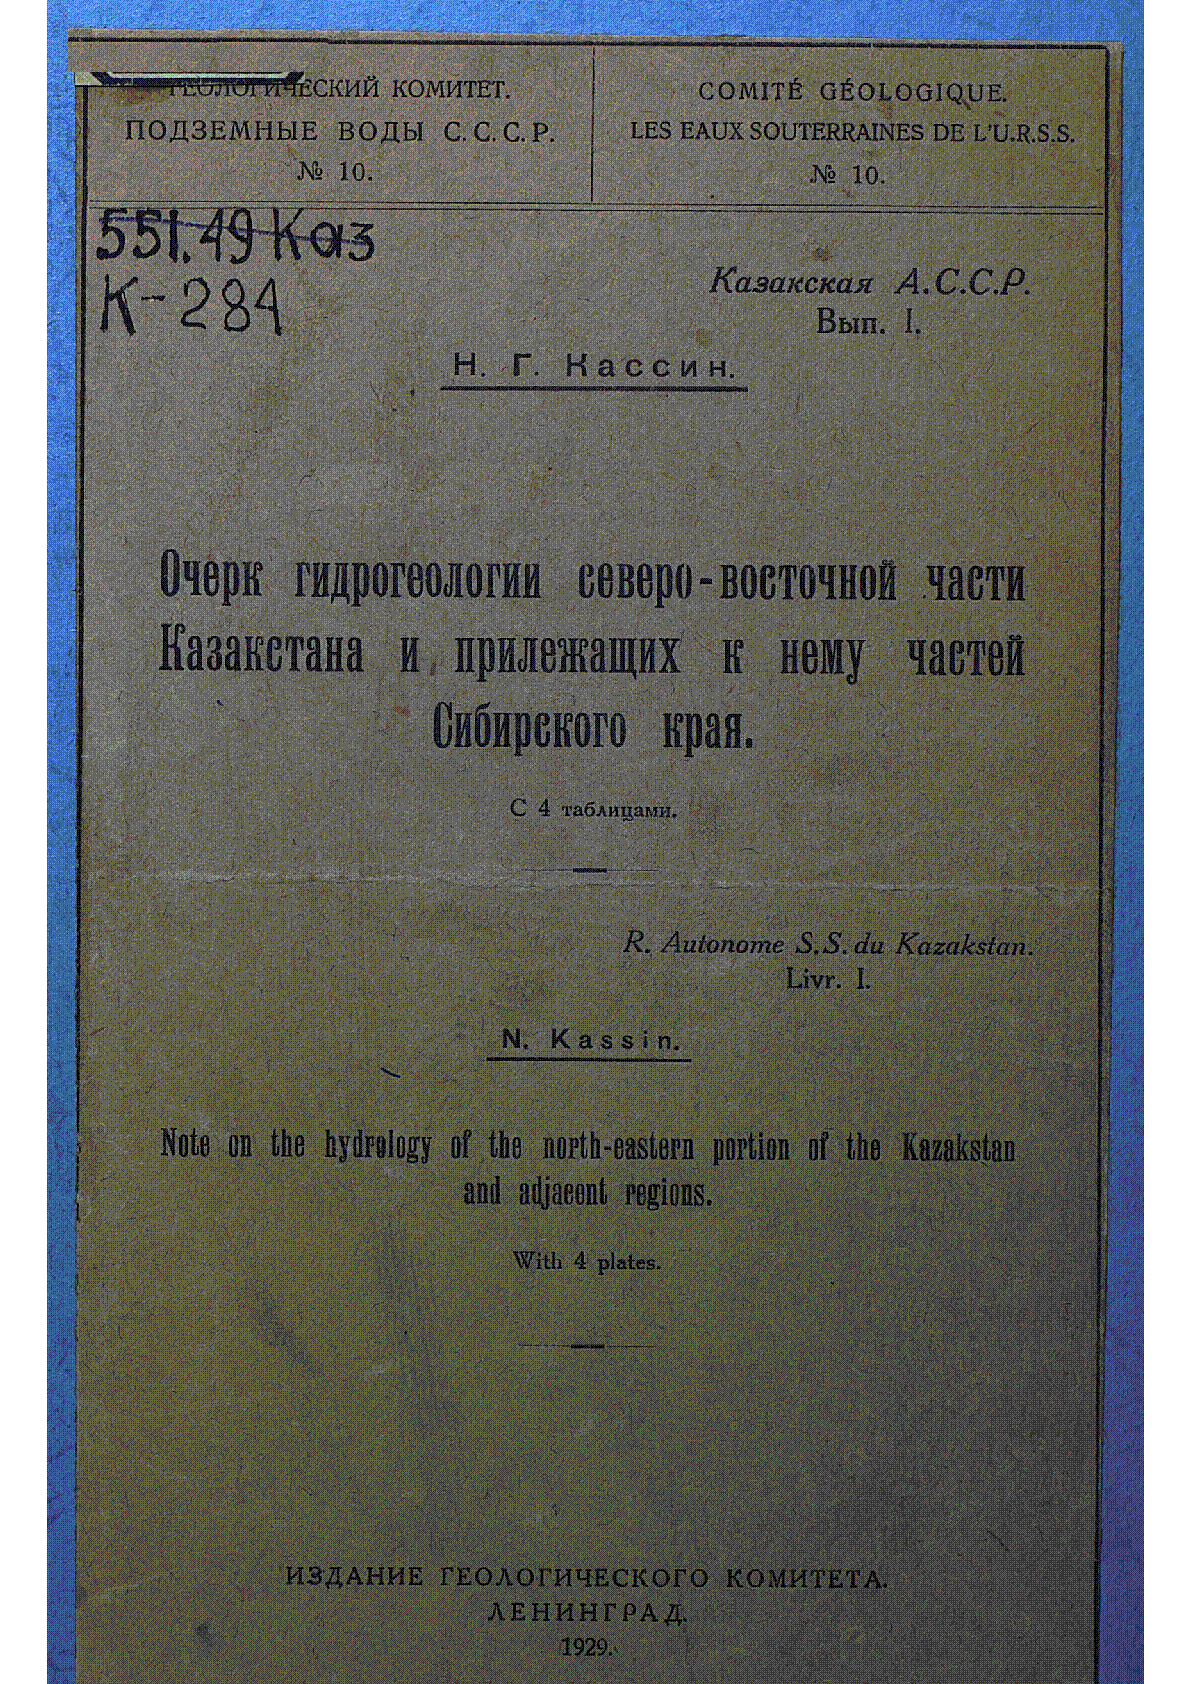 ГЕОЛОГИЧЕСКИЙ КОМИТЕТ.
ПОДЗЕМНЫЕ ВОДЫ С.С.С.Р.
№ 10.
COMITÉ GÉOLOGIQUE.
LES EAUX SOUTERRAINES DE L'U.R.S.S.
№ 10.
551.49 Каз
К-284
Казакская А.С.С.Р.
Вып. I.
Н. Г. Кассин.
Очерк гидрогеологии северо-восточной части
Казакстана и прилежащих к нему частей
Сибирского края.
С 4 таблицами.
R. Autonome S.S. du Kazakstan.
Livr. I.
N. Kassin.
Note on the hydrology of the north-eastern portion of the Kazakstan
and adjacent regions.
With 4 plates.
ИЗДАНИЕ ГЕОЛОГИЧЕСКОГО КОМИТЕТА.
ЛЕНИНГРАД.
1929.